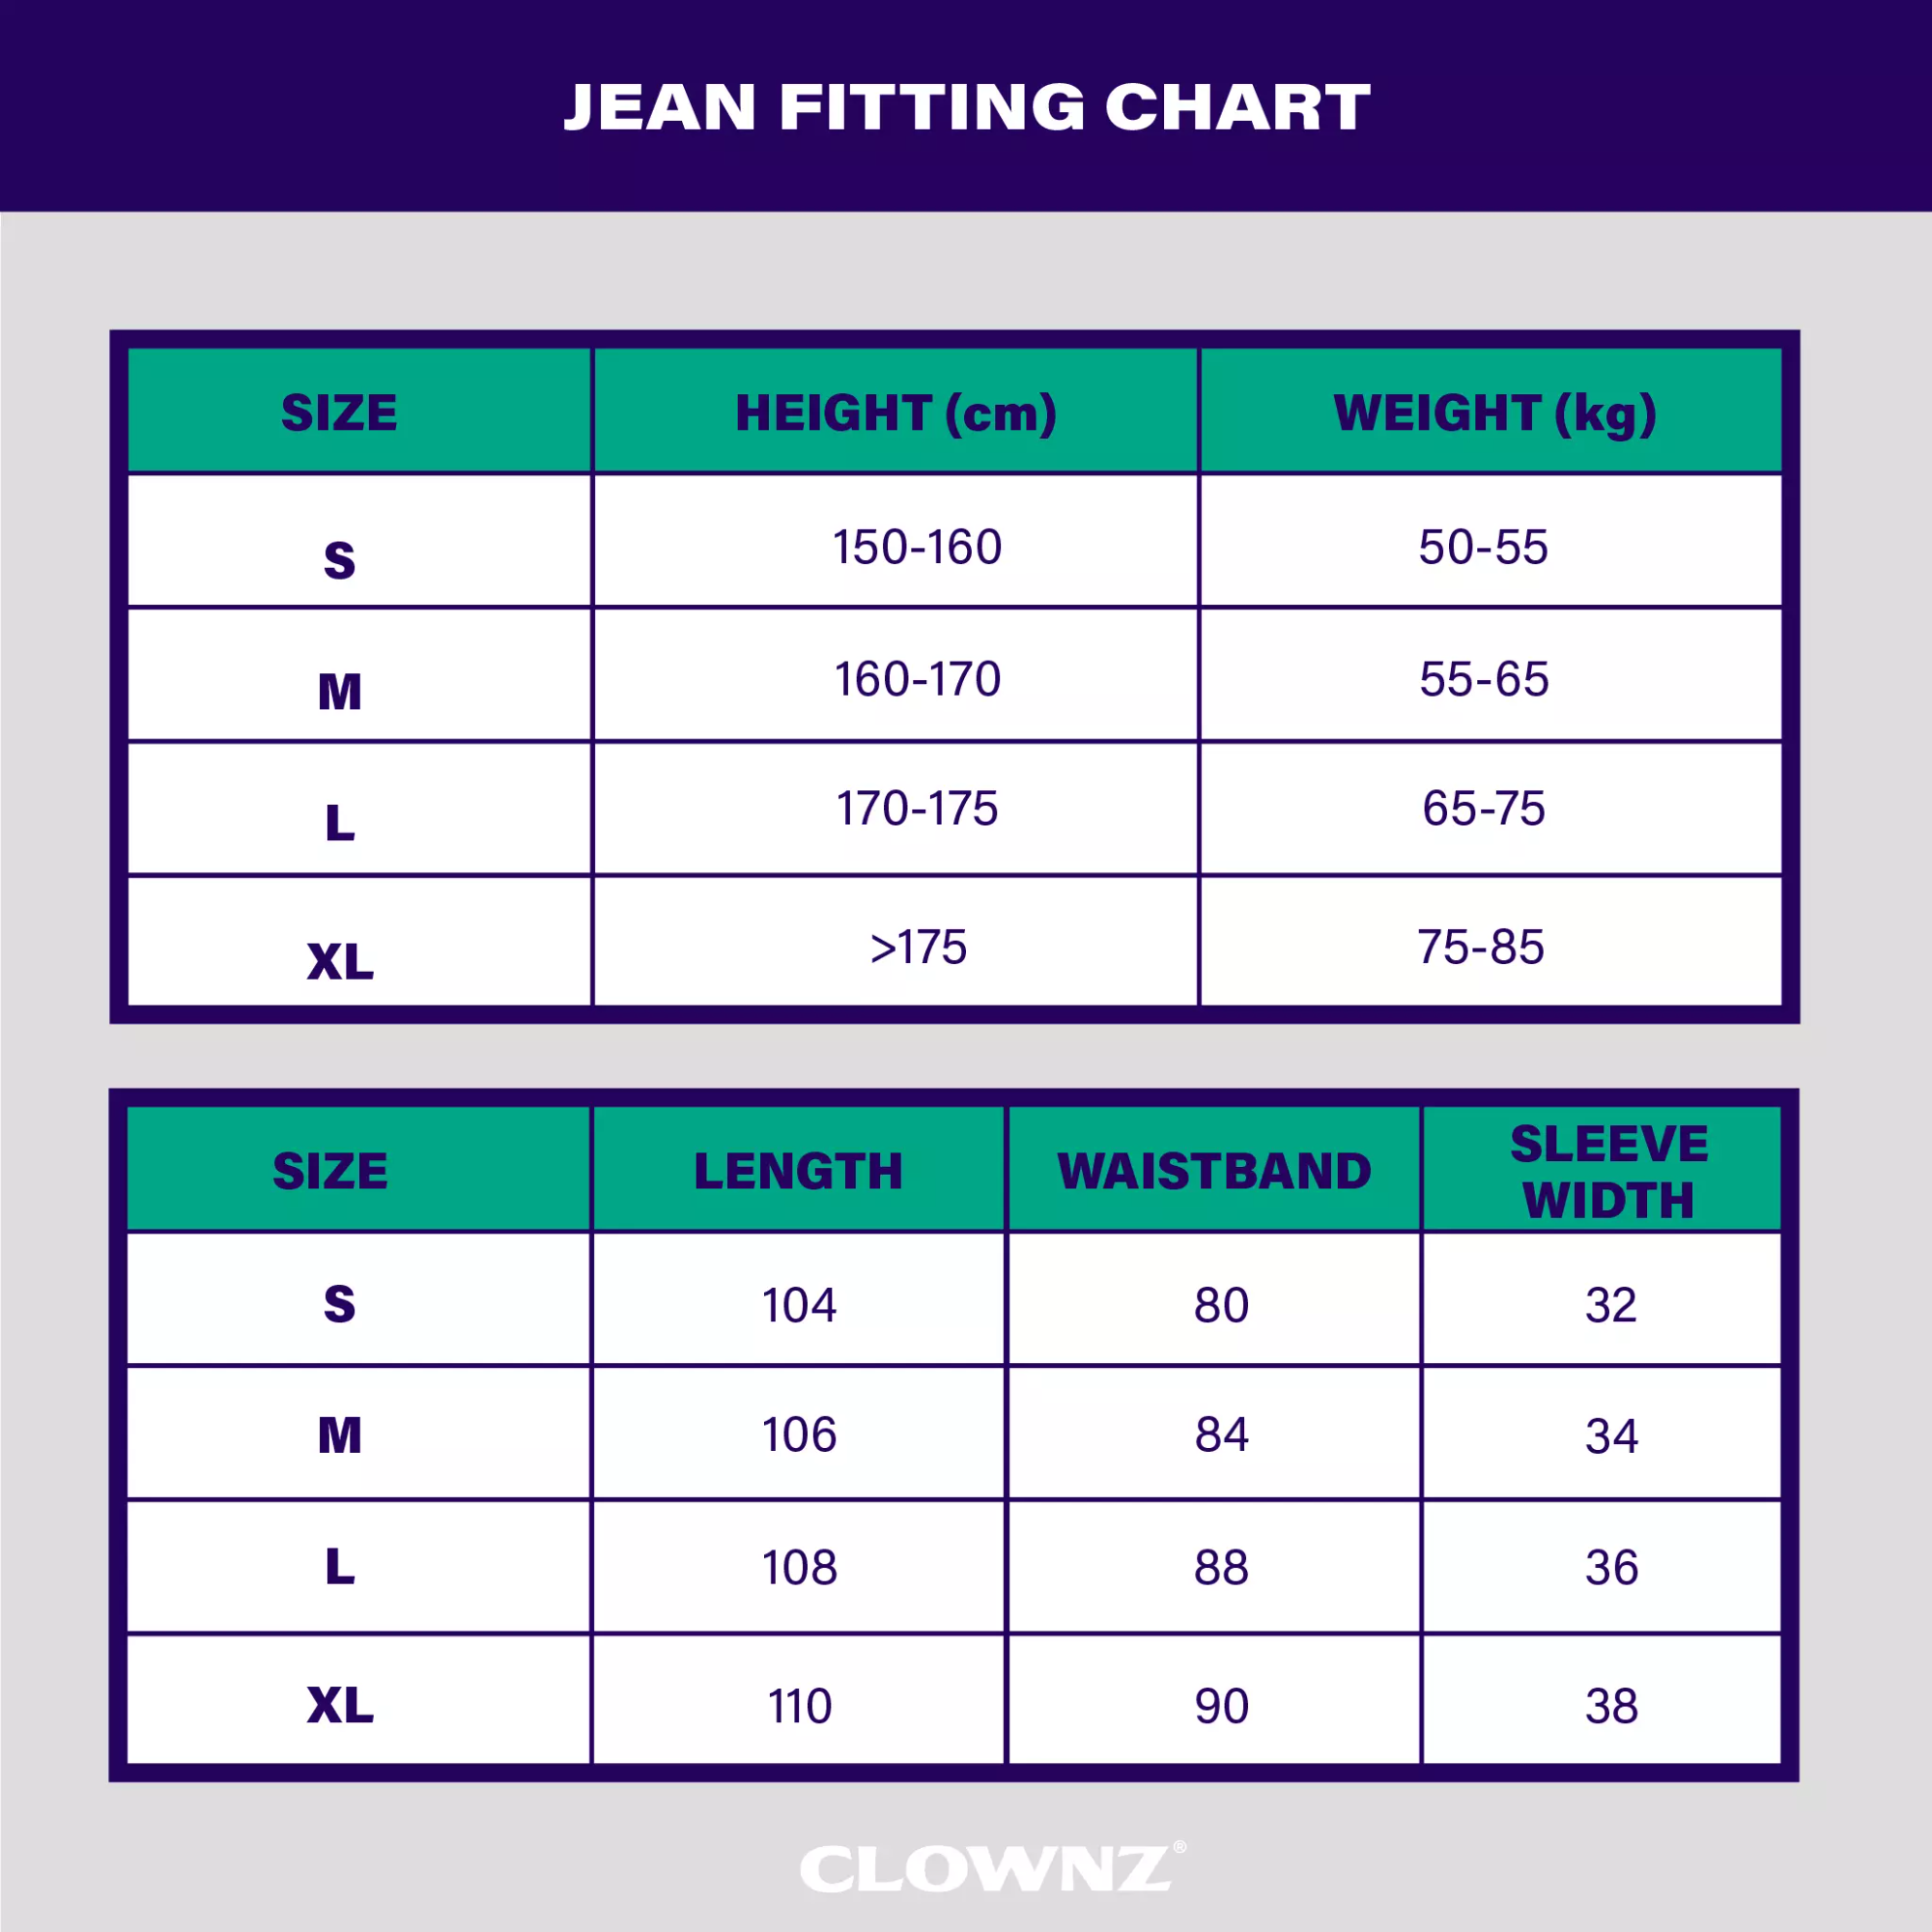 JEAN FITTING CHART
SIZE HEIGHT (cm) WEIGHT (kg)
S 150-160 50-55
M 160-170 55-65
L 170-175 65-75
XL >175 75-85
SIZE LENGTH WAISTBAND SLEEVE WIDTH
S 104 80 32
M 106 84 34
L 108 88 36
XL 110 90 38
CLOWNZ®